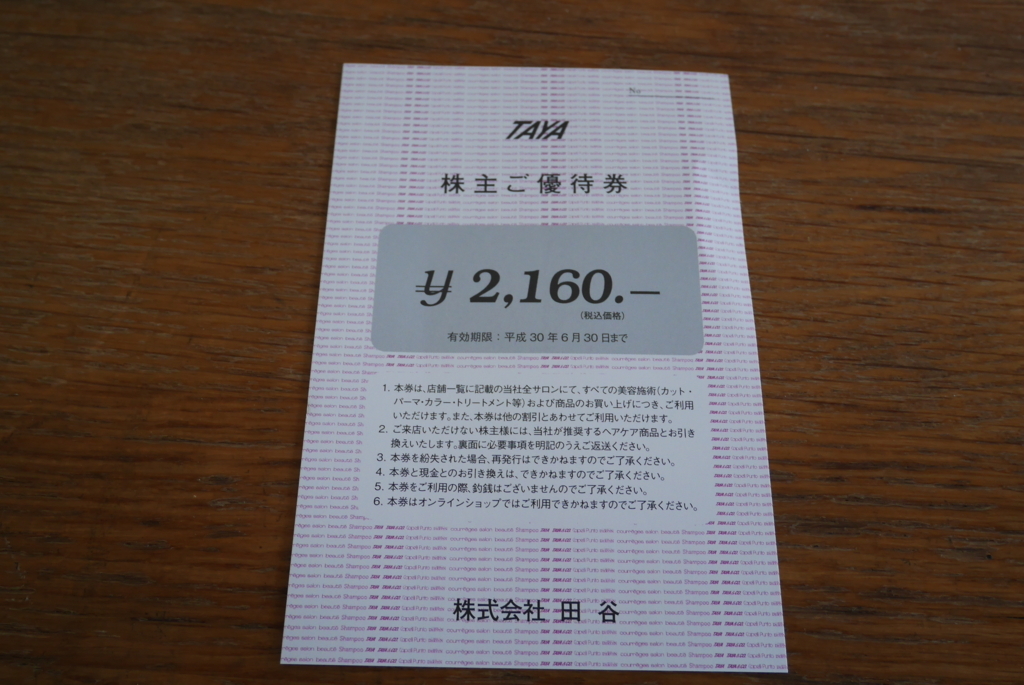 No
TAYA
株主ご優待券
¥ 2,160.—
(税込価格)
有効期限:平成30年6月30日まで
1. 本券は、店舗一覧に記載の当社全サロンにて、すべての美容施術(カット・
パーマ・カラー・トリートメント等)および商品のお買い上げにつき、ご利用
いただけます。また、本券は他の割引とあわせてご利用いただけます。
2. ご来店いただけない株主様には、当社が推奨するヘアケア商品とお引き
換えいたします。裏面に必要事項を明記のうえご返送ください。
3. 本券を紛失された場合、再発行はできかねますのでご了承ください。
4. 本券と現金とのお引き換えは、できかねますのでご了承ください。
5. 本券をご利用の際、釣銭はございませんのでご了承ください。
6. 本券はオンラインショップではご利用できかねますのでご了承ください。
株式会社 田谷